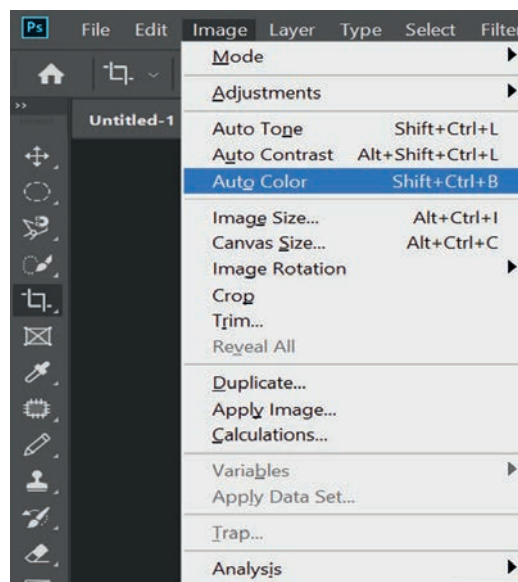 Ps File Edit Image Layer Type Select Filter
Mode
Adjustments
Untitled-1
Auto Tone Shift+Ctrl+L
Auto Contrast Alt+Shift+Ctrl+L
Auto Color Shift+Ctrl+B
Image Size... Alt+Ctrl+I
Canvas Size... Alt+Ctrl+C
Image Rotation
Crop
Trim...
Reveal All
Duplicate...
Apply Image...
Calculations...
Variables
Apply Data Set...
Trap...
Analysis